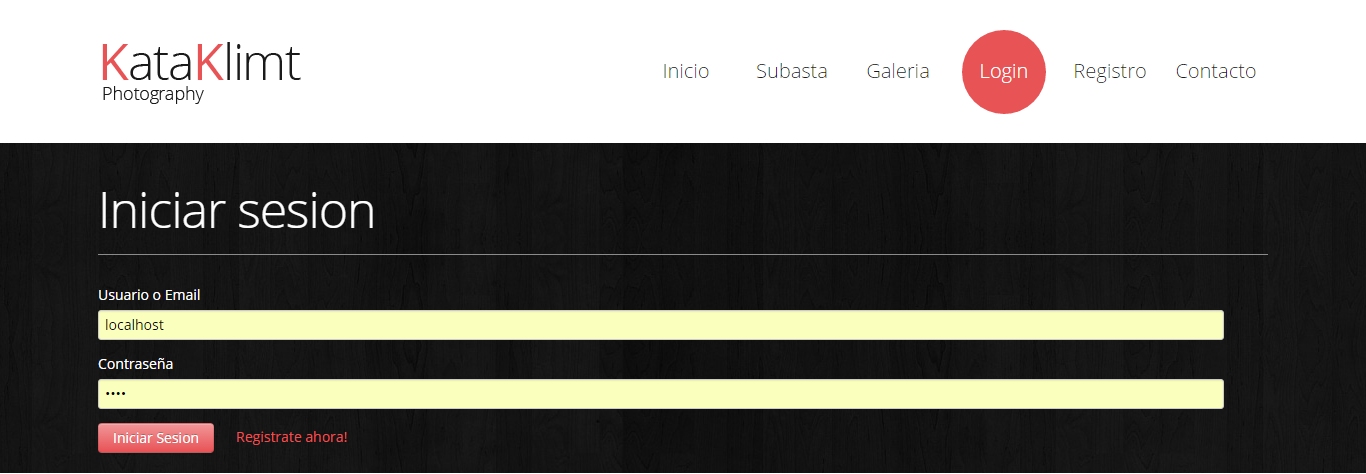 KataKlimt
Photography
Inicio Subasta Galeria Login Registro Contacto
Iniciar sesion
Usuario o Email
localhost
Contraseña
••••
Iniciar Sesion Registrate ahora!